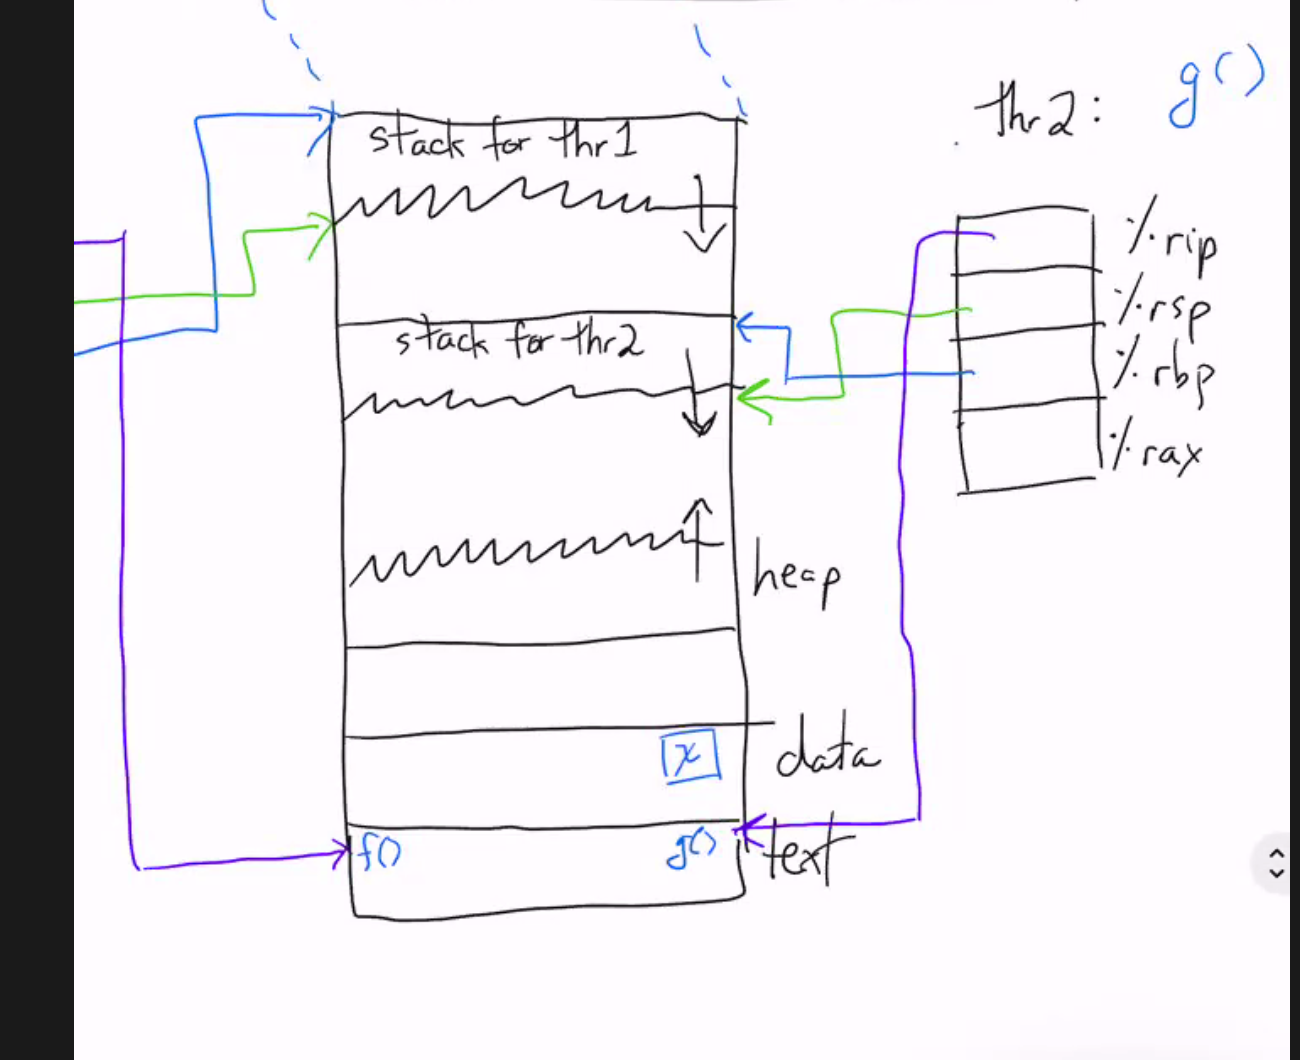 thr2: g()
stack for thr1
%rip
%rsp
stack for thr2
%rbp
%rax
heap
x
data
f() g()
text